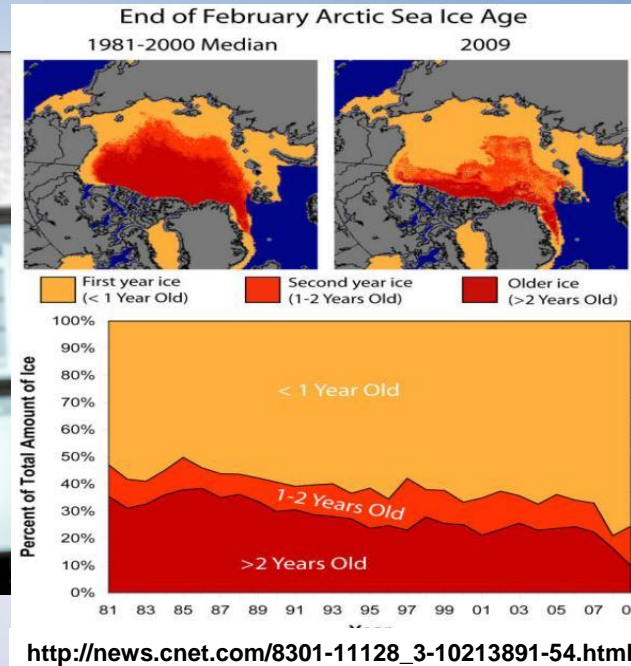 End of February Arctic Sea Ice Age
1981-2000 Median 2009
First year ice (< 1 Year Old)
Second year ice (1-2 Years Old)
Older ice (>2 Years Old)
Percent of Total Amount of Ice
100%
90%
80%
70%
60%
50%
40%
30%
20%
10%
0%
< 1 Year Old
1-2 Years Old
>2 Years Old
81 83 85 87 89 91 93 95 97 99 01 03 05 07
http://news.cnet.com/8301-11128_3-10213891-54.html